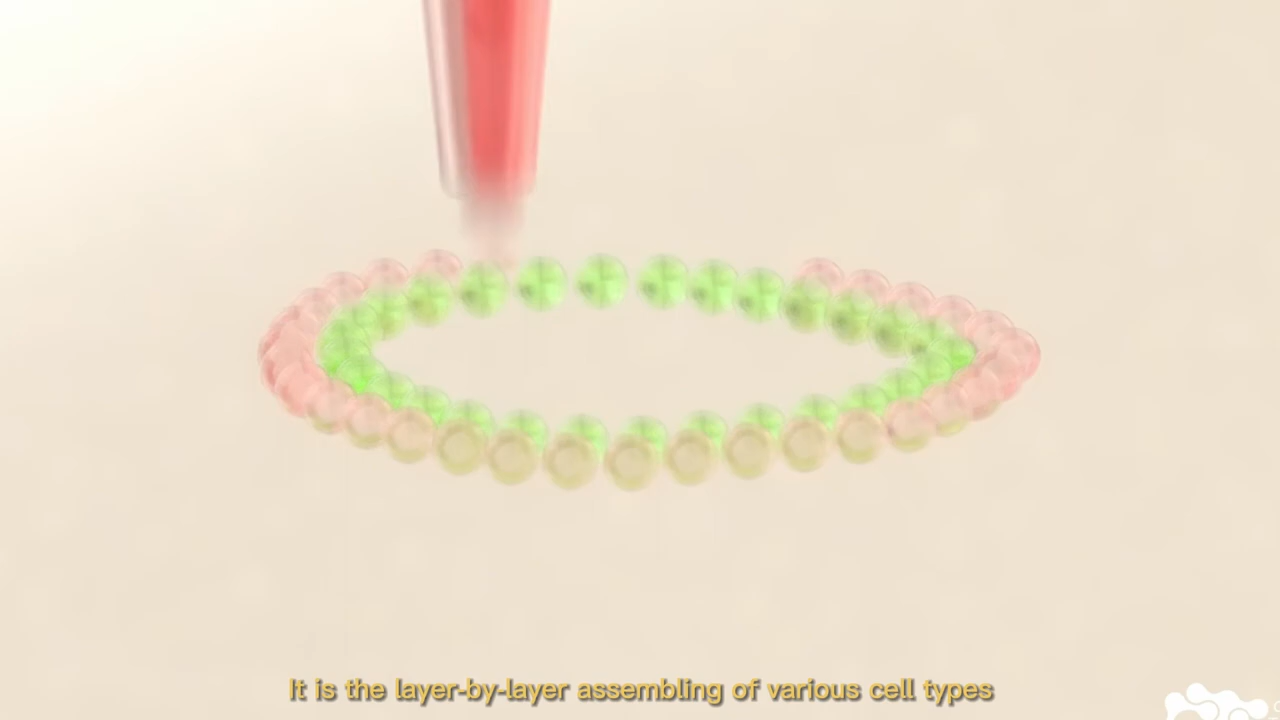 It is the layer-by-layer assembling of various cell types